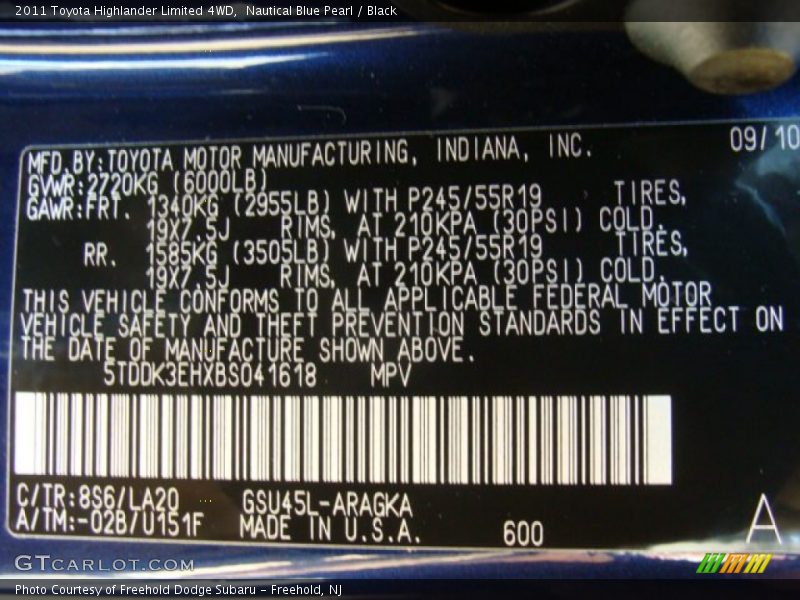 2011 Toyota Highlander Limited 4WD,  Nautical Blue Pearl / Black
09/10
MFD.BY:TOYOTA MOTOR MANUFACTURING, INDIANA, INC.
GVWR:2720KG (6000LB)
GAWR:FRT. 1340KG (2955LB) WITH P245/55R19 TIRES,
19X7.5J RIMS, AT 210KPA (30PSI) COLD.
RR. 1585KG (3505LB) WITH P245/55R19 TIRES,
19X7.5J RIMS, AT 210KPA (30PSI) COLD.
THIS VEHICLE CONFORMS TO ALL APPLICABLE FEDERAL MOTOR
VEHICLE SAFETY AND THEFT PREVENTION STANDARDS IN EFFECT ON
THE DATE OF MANUFACTURE SHOWN ABOVE.
5TDDK3EHXBS041618 MPV
C/TR:8S6/LA20 GSU45L-ARAGKA
A/TM:-02B/U151F MADE IN U.S.A. 600 A
GTCARLOT.COM
Photo Courtesy of Freehold Dodge Subaru - Freehold, NJ